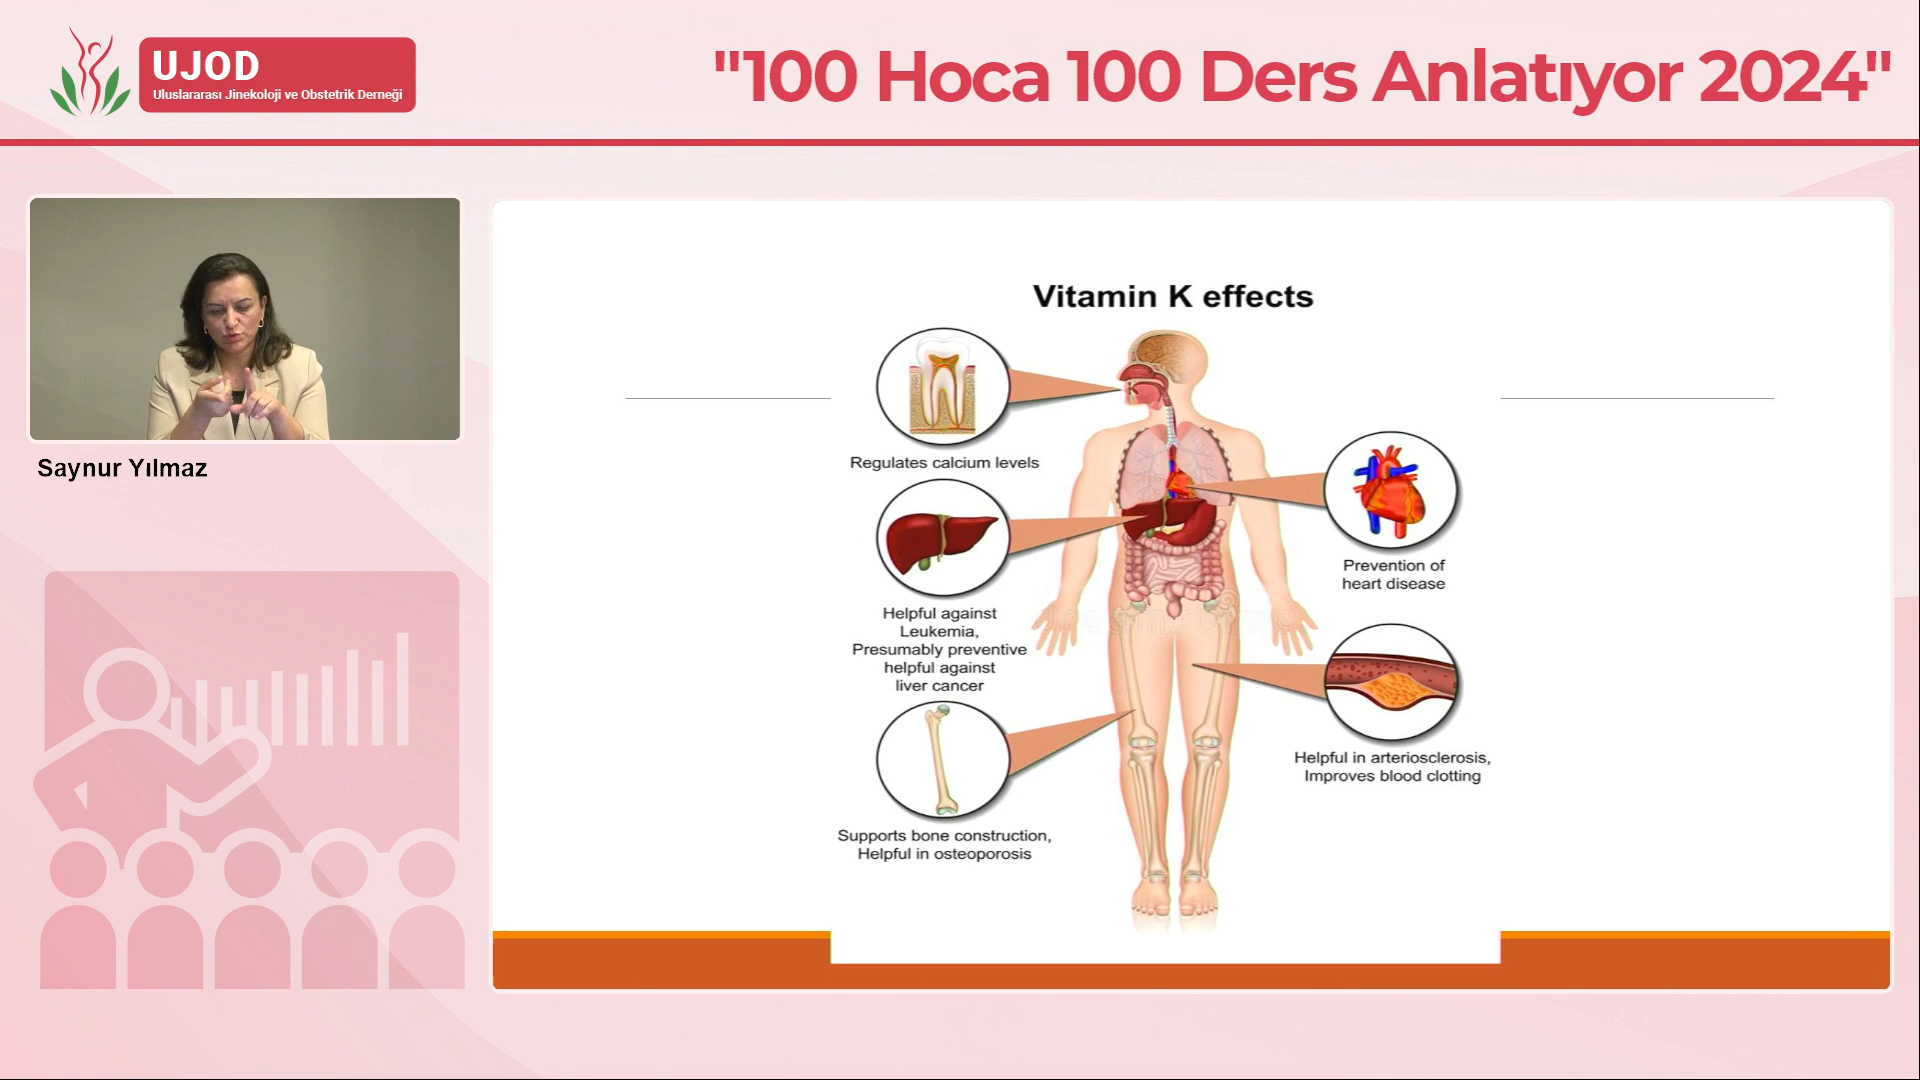 UJOD
Uluslararası Jinekoloji ve Obstetrik Derneği
"100 Hoca 100 Ders Anlatıyor 2024"
Saynur Yılmaz
Vitamin K effects
Regulates calcium levels
Helpful against
Leukemia,
Presumably preventive
helpful against
liver cancer
Supports bone construction,
Helpful in osteoporosis
Prevention of
heart disease
Helpful in arteriosclerosis,
Improves blood clotting